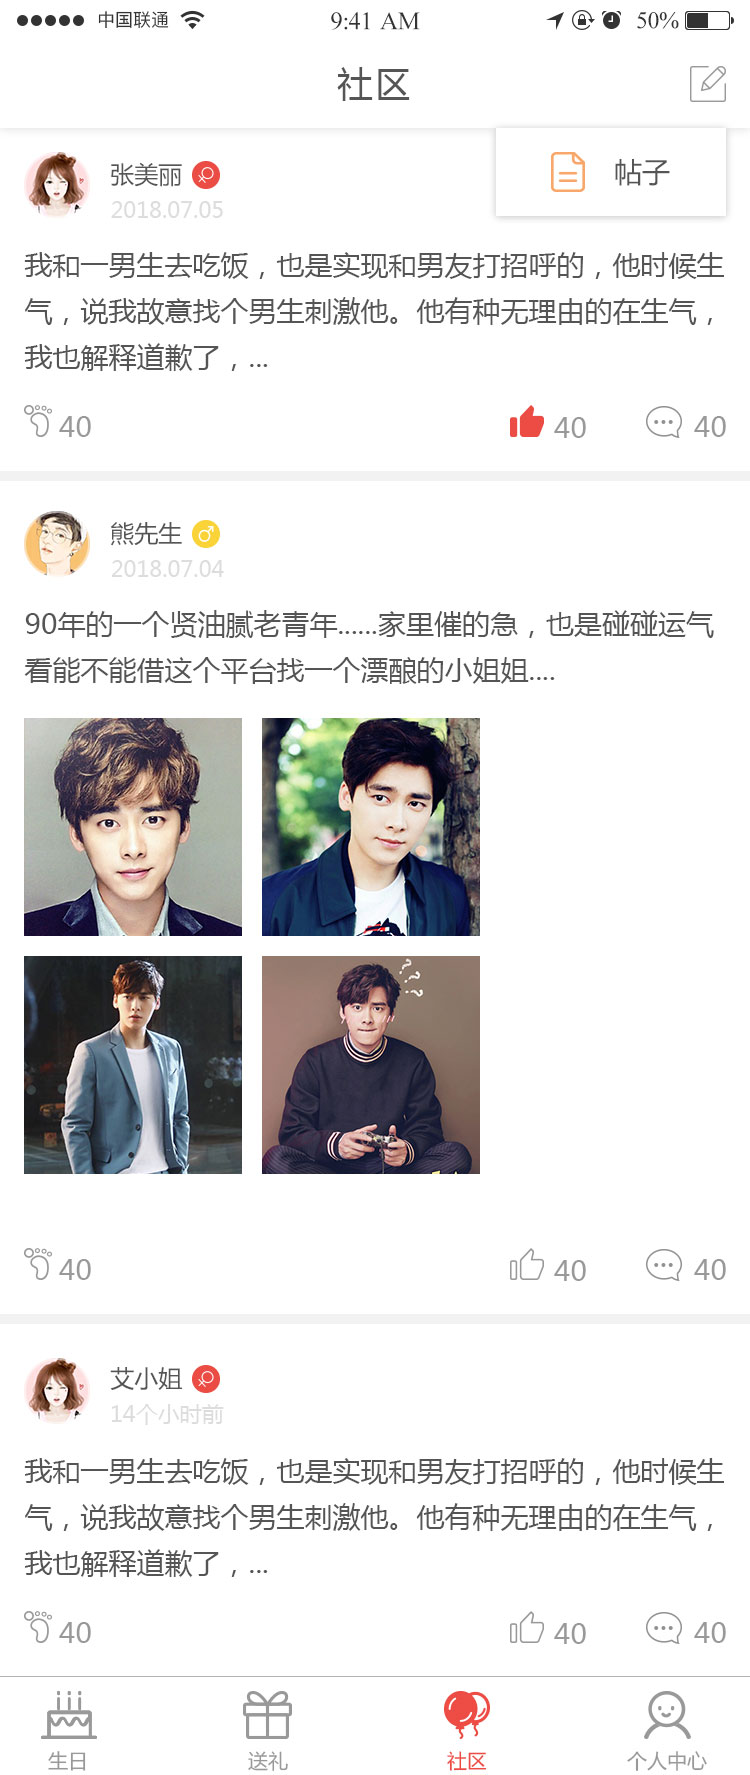 中国联通 9:41 AM 50%
社区
帖子
张美丽
2018.07.05
我和一男生去吃饭，也是实现和男友打招呼的，他时候生
气，说我故意找个男生刺激他。他有种无理由的在生气，
我也解释道歉了，...
40 40 40
熊先生
2018.07.04
90年的一个贤油腻老青年......家里催的急，也是碰碰运气
看能不能借这个平台找一个漂酿的小姐姐....
40 40 40
艾小姐
14个小时前
我和一男生去吃饭，也是实现和男友打招呼的，他时候生
气，说我故意找个男生刺激他。他有种无理由的在生气，
我也解释道歉了，...
40 40 40
生日 送礼 社区 个人中心